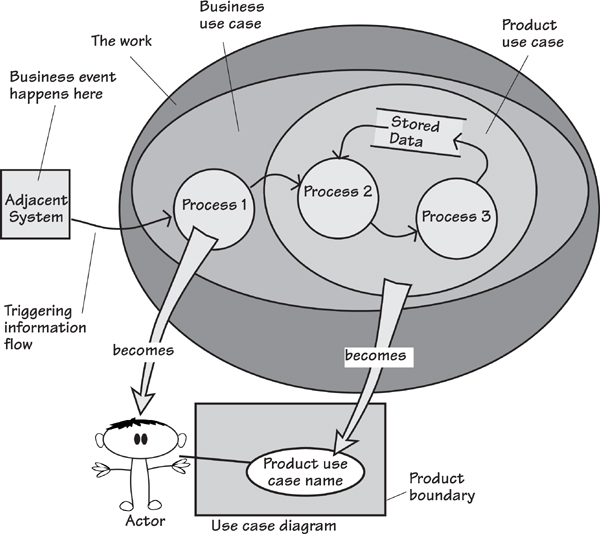 Business
use case
Product
use case
The work
Business event
happens here
Stored
Data
Adjacent
System
Process 1
Process 2
Process 3
Triggering
information
flow
becomes
becomes
Product use
case name
Product
boundary
Actor
Use case diagram